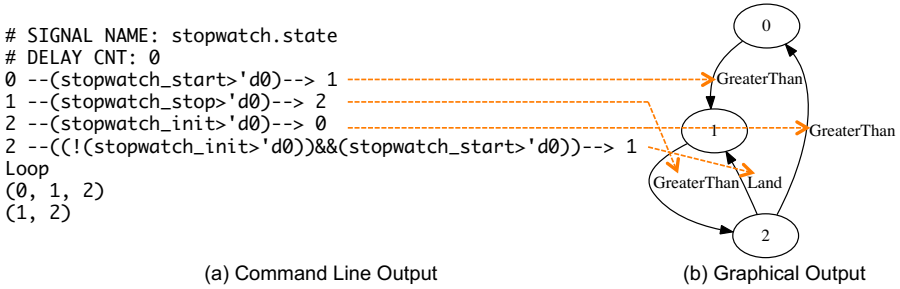 # SIGNAL NAME: stopwatch.state
# DELAY CNT: 0
0 --(stopwatch_start>'d0)--> 1
1 --(stopwatch_stop>'d0)--> 2
2 --(stopwatch_init>'d0)--> 0
2 --((!(stopwatch_init>'d0))&&(stopwatch_start>'d0))--> 1
Loop
(0, 1, 2)
(1, 2)
(a) Command Line Output
0
GreaterThan
1
GreaterThan
GreaterThan
Land
2
(b) Graphical Output